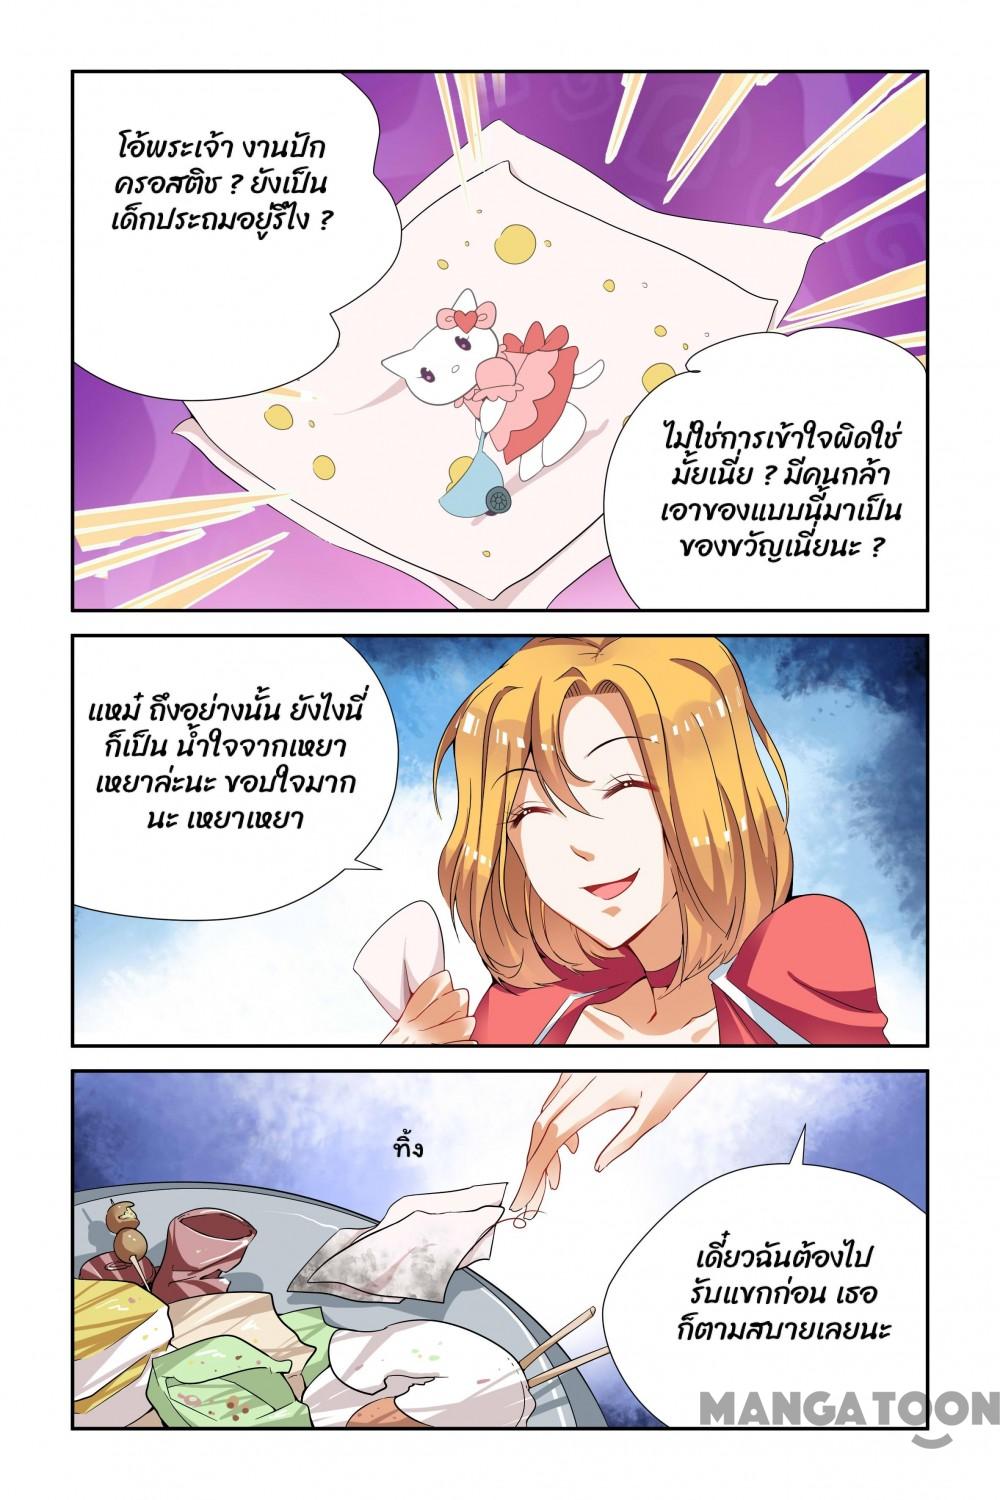 โอ้พระเจ้า งานปัก
ครอสติช ? ยังเป็น
เด็กประถมอยู่รึไง ?
ไม่ใช่การเข้าใจผิดใช่
มั้ยเนี่ย ? มีคนกล้า
เอาของแบบนี้มาเป็น
ของขวัญเนี่ยนะ ?
แหม๋ ถึงอย่างนั้น ยังไงนี่
ก็เป็น น้ำใจจากเหยา
เหยาล่ะนะ ขอบใจมาก
นะ เหยาเหยา
ทิ้ง
เดี๋ยวฉันต้องไป
รับแขกก่อน เธอ
ก็ตามสบายเลยนะ
MANGATOON